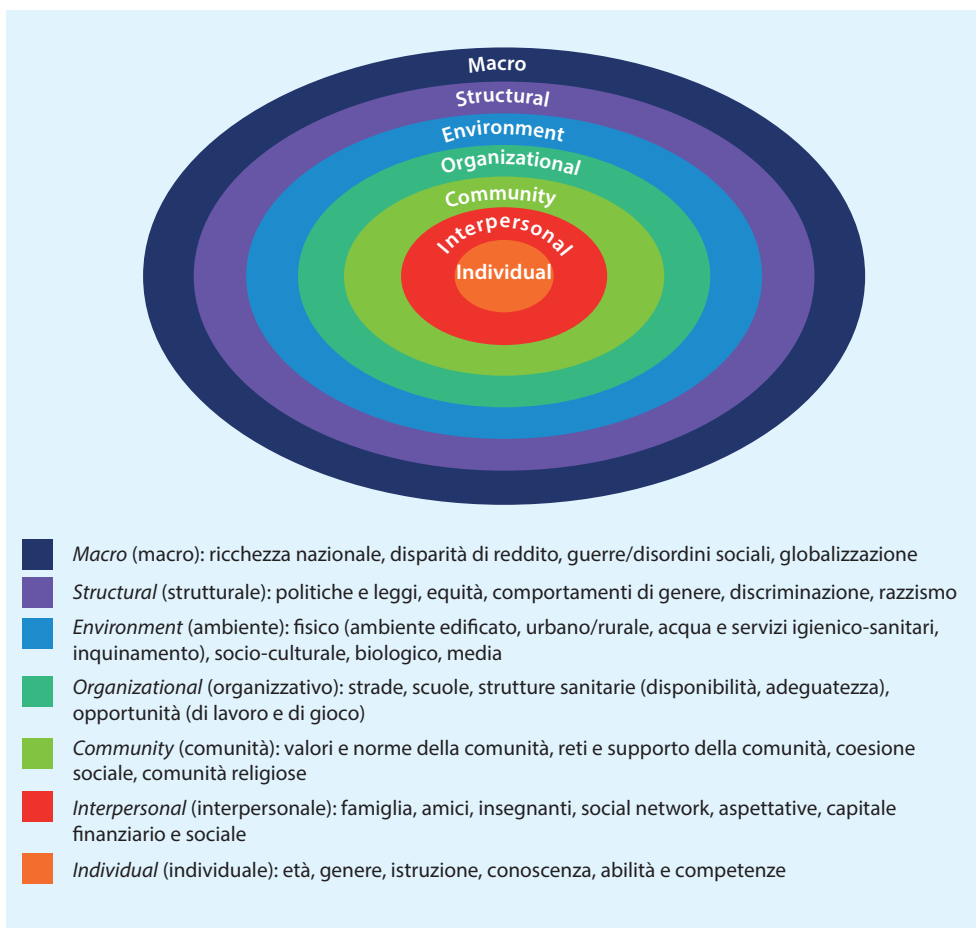 Macro
Structural
Environment
Organizational
Community
Interpersonal
Individual
Macro (macro): ricchezza nazionale, disparità di reddito, guerre/disordini sociali, globalizzazione
Structural (strutturale): politiche e leggi, equità, comportamenti di genere, discriminazione, razzismo
Environment (ambiente): fisico (ambiente edificato, urbano/rurale, acqua e servizi igienico-sanitari,
inquinamento), socio-culturale, biologico, media
Organizational (organizzativo): strade, scuole, strutture sanitarie (disponibilità, adeguatezza),
opportunità (di lavoro e di gioco)
Community (comunità): valori e norme della comunità, reti e supporto della comunità, coesione
sociale, comunità religiose
Interpersonal (interpersonale): famiglia, amici, insegnanti, social network, aspettative, capitale
finanziario e sociale
Individual (individuale): età, genere, istruzione, conoscenza, abilità e competenze